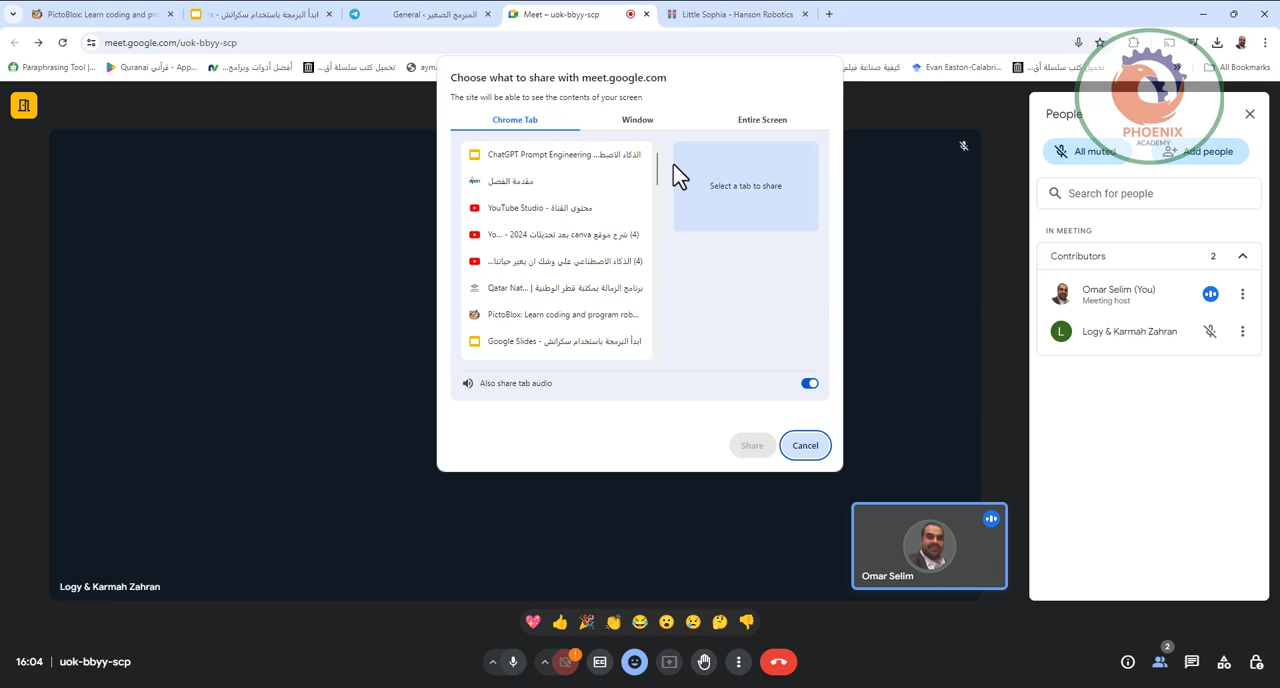 PictoBlox: Learn coding and pro
ابدأ البرمجة باستخدام سكراتش - s
المبرمج الصغير › General
Meet – uok-bbyy-scp
Little Sophia - Hanson Robotics
meet.google.com/uok-bbyy-scp
Paraphrasing Tool |...
Quranai - قرآني - App...
أفضل أدوات وبرامج...
تحميل كتب سلسلة أق...
كيفية صناعة فيلم
Evan Easton-Calabri...
تحميل كتب سلسلة أق...
All Bookmarks
PHOENIX
ACADEMY
Choose what to share with meet.google.com
The site will be able to see the contents of your screen
Chrome Tab
Window
Entire Screen
ChatGPT Prompt Engineering ...الذكاء الاصط
مقدمة الفصل
محتوى القناة - YouTube Studio
(4) شرح موقع canva بعد تحديثات 2024 - Yo...
(4) الذكاء الاصطناعي علي وشك ان يغير حياتنا...
برنامج الزمالة بمكتبة قطر الوطنية | Qatar Nat...
PictoBlox: Learn coding and program rob...
ابدأ البرمجة باستخدام سكراتش - Google Slides
Select a tab to share
Also share tab audio
Share
Cancel
People
All muted
Add people
Search for people
IN MEETING
Contributors
2
Omar Selim (You)
Meeting host
L
Logy & Karmah Zahran
Omar Selim
Logy & Karmah Zahran
16:04 | uok-bbyy-scp
2